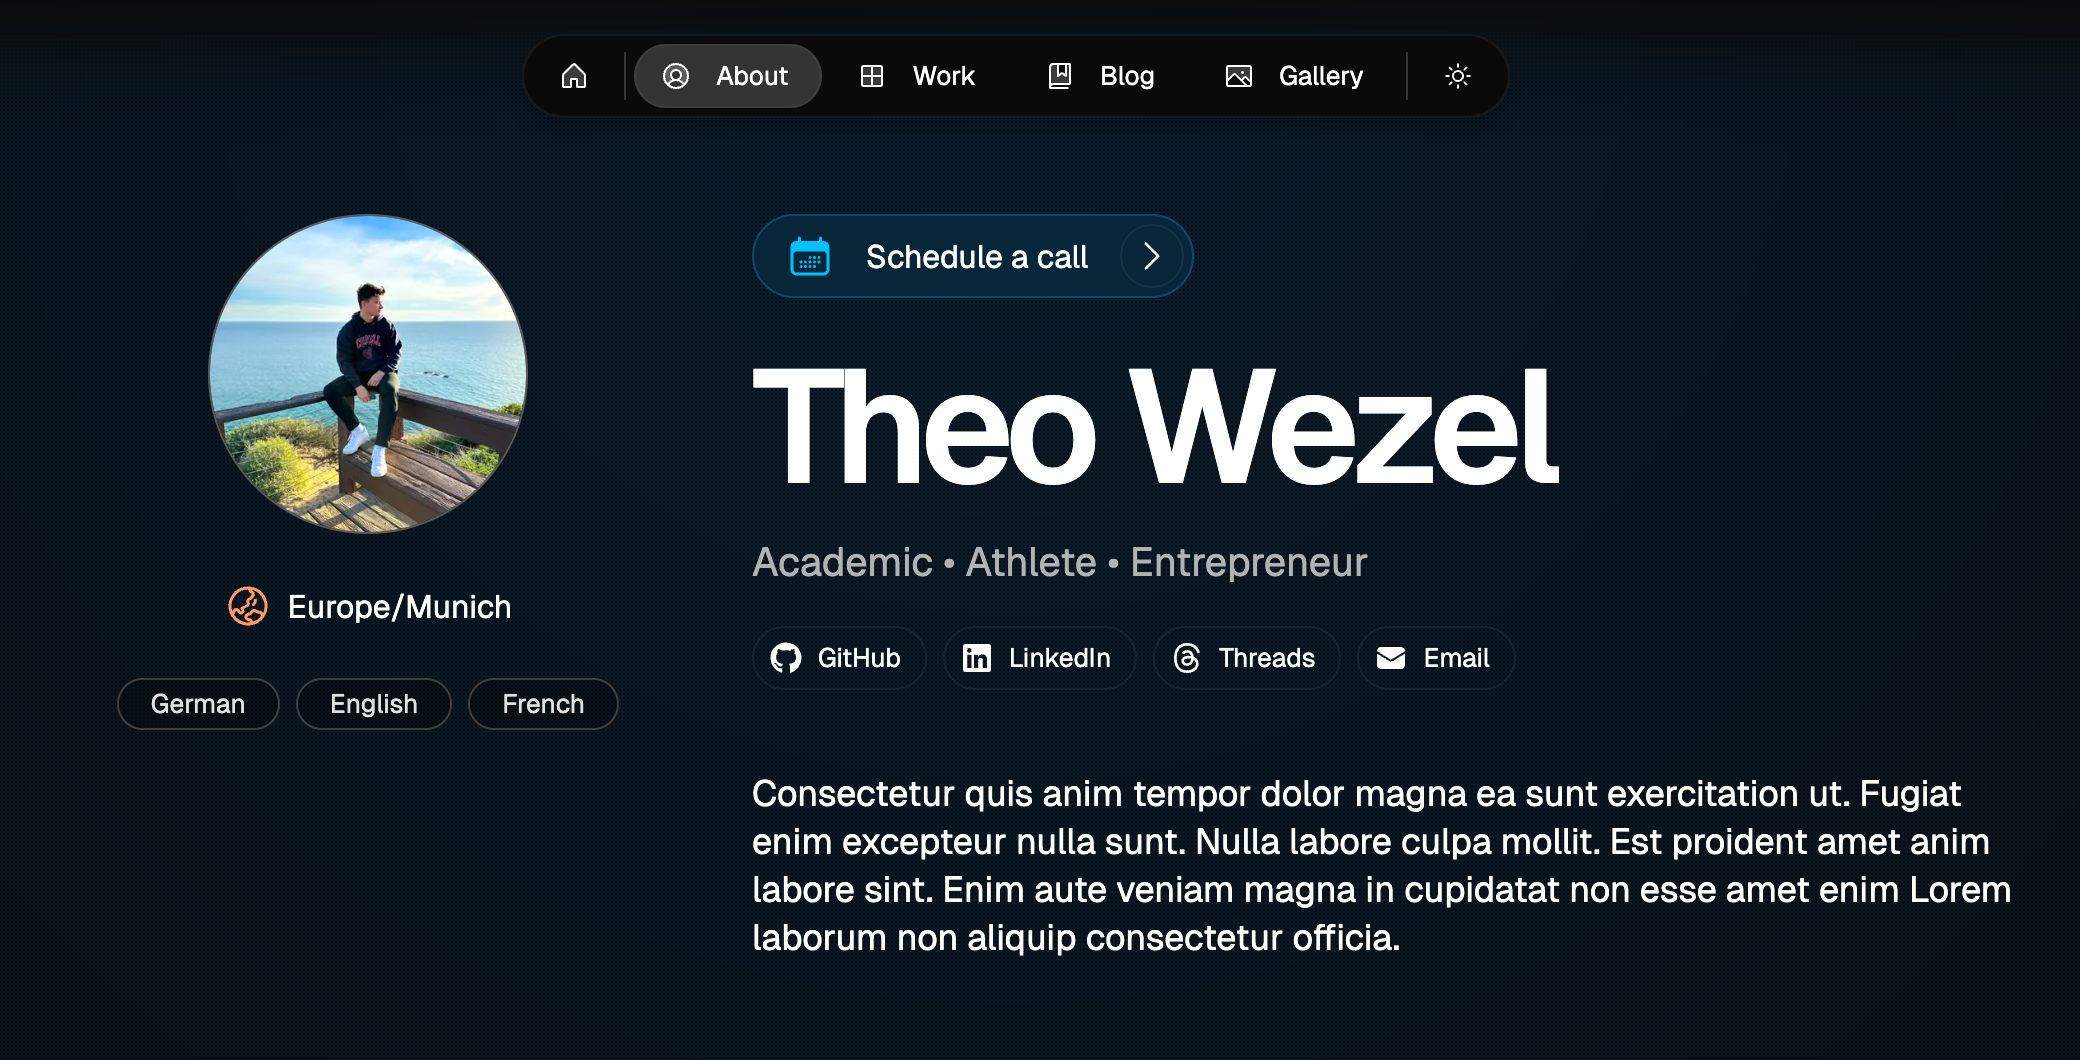 About
Work
Blog
Gallery
Schedule a call
Theo Wezel
Academic • Athlete • Entrepreneur
Europe/Munich
GitHub
LinkedIn
Threads
Email
German
English
French
Consectetur quis anim tempor dolor magna ea sunt exercitation ut. Fugiat
enim excepteur nulla sunt. Nulla labore culpa mollit. Est proident amet anim
labore sint. Enim aute veniam magna in cupidatat non esse amet enim Lorem
laborum non aliquip consectetur officia.